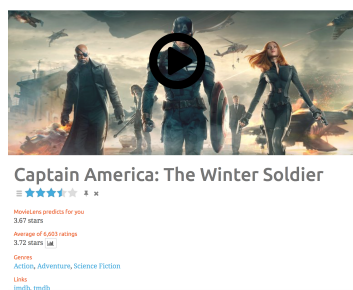 Captain America: The Winter Soldier
MovieLens predicts for you
3.67 stars
Average of 6,603 ratings
3.72 stars
Genres
Action, Adventure, Science Fiction
Links
imdb, tmdb